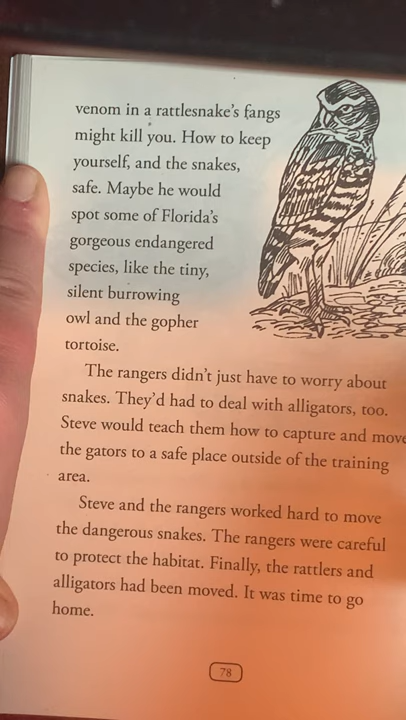 venom in a rattlesnake's fangs
might kill you. How to keep
yourself, and the snakes,
safe. Maybe he would
spot some of Florida's
gorgeous endangered
species, like the tiny,
silent burrowing
owl and the gopher
tortoise.
The rangers didn't just have to worry about
snakes. They'd had to deal with alligators, too.
Steve would teach them how to capture and move
the gators to a safe place outside of the training
area.
Steve and the rangers worked hard to move
the dangerous snakes. The rangers were careful
to protect the habitat. Finally, the rattlers and
alligators had been moved. It was time to go
home.
78